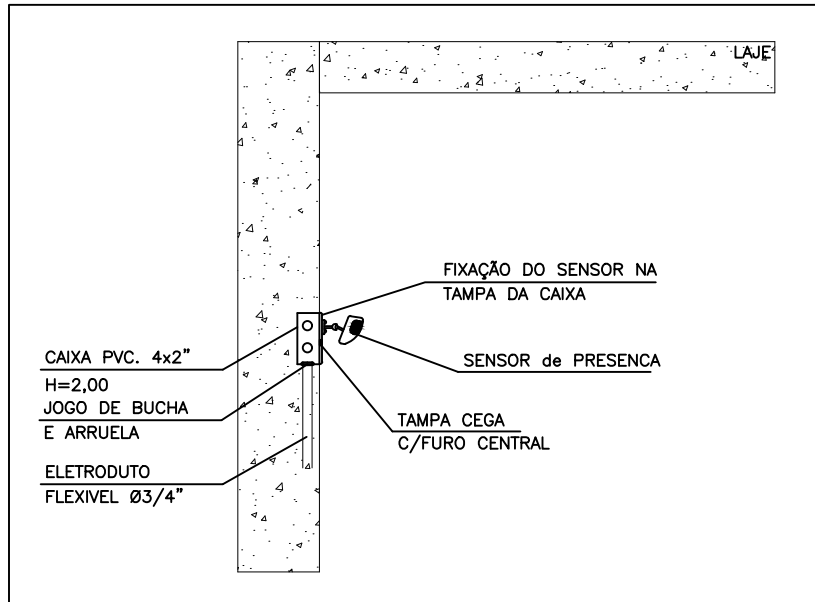 LAJE
FIXAÇÃO DO SENSOR NA
TAMPA DA CAIXA
CAIXA PVC. 4x2”
H=2,00
SENSOR de PRESENCA
JOGO DE BUCHA
E ARRUELA
TAMPA CEGA
C/FURO CENTRAL
ELETRODUTO
FLEXIVEL Ø3/4”